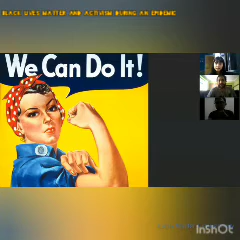 BLACK LIVES MATTER AND ACTIVISM DURING AN EPIDEMIC
We Can Do It!
InShOt